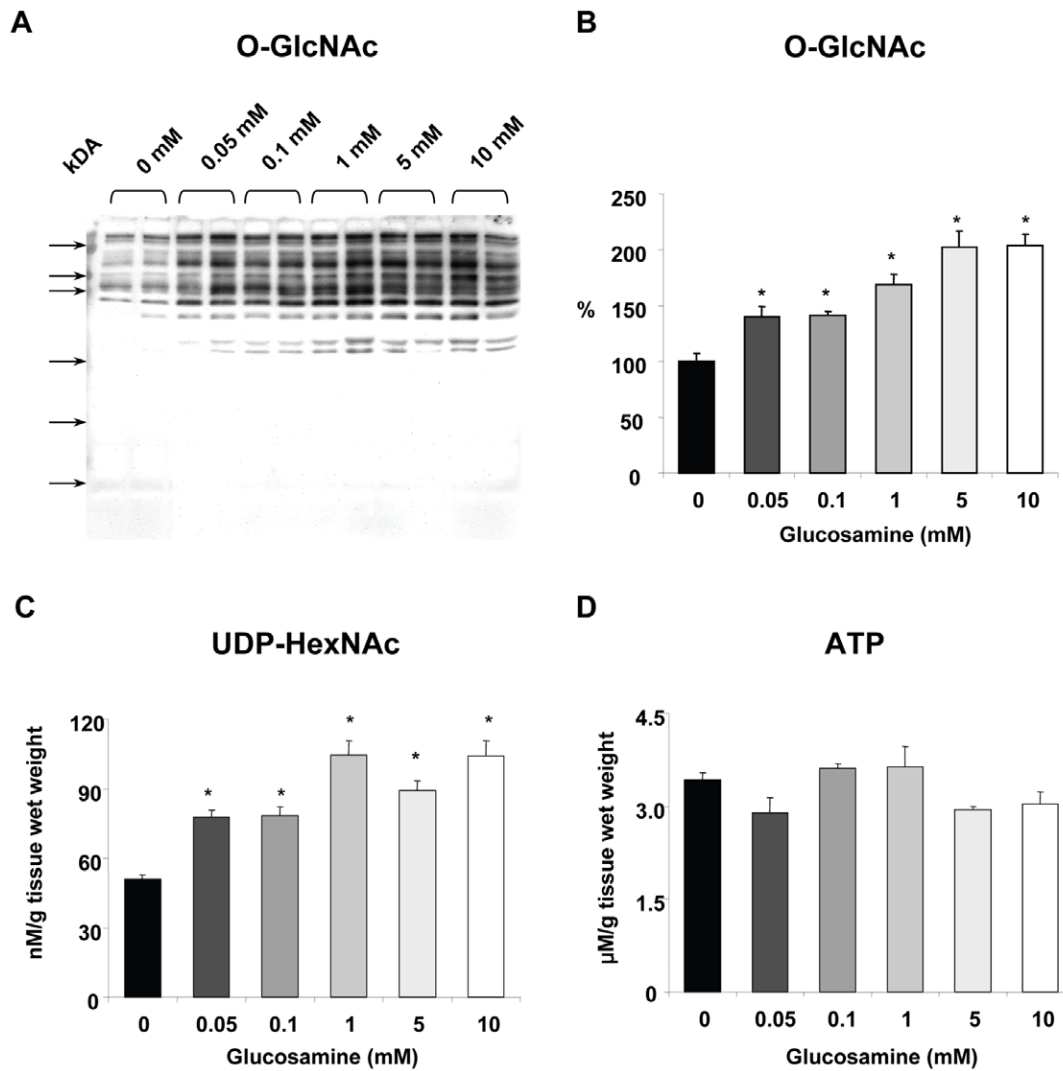 A
O-GlcNAc
kDA
0 mM
0.05 mM
0.1 mM
1 mM
5 mM
10 mM
B
O-GlcNAc
250
200
150
100
50
0
%
* * * * *
0 0.05 0.1 1 5 10
Glucosamine (mM)
C
UDP-HexNAc
nM/g tissue wet weight
120
90
60
30
0
* * * * *
0 0.05 0.1 1 5 10
Glucosamine (mM)
D
ATP
µM/g tissue wet weight
4.5
3.0
1.5
0
0 0.05 0.1 1 5 10
Glucosamine (mM)